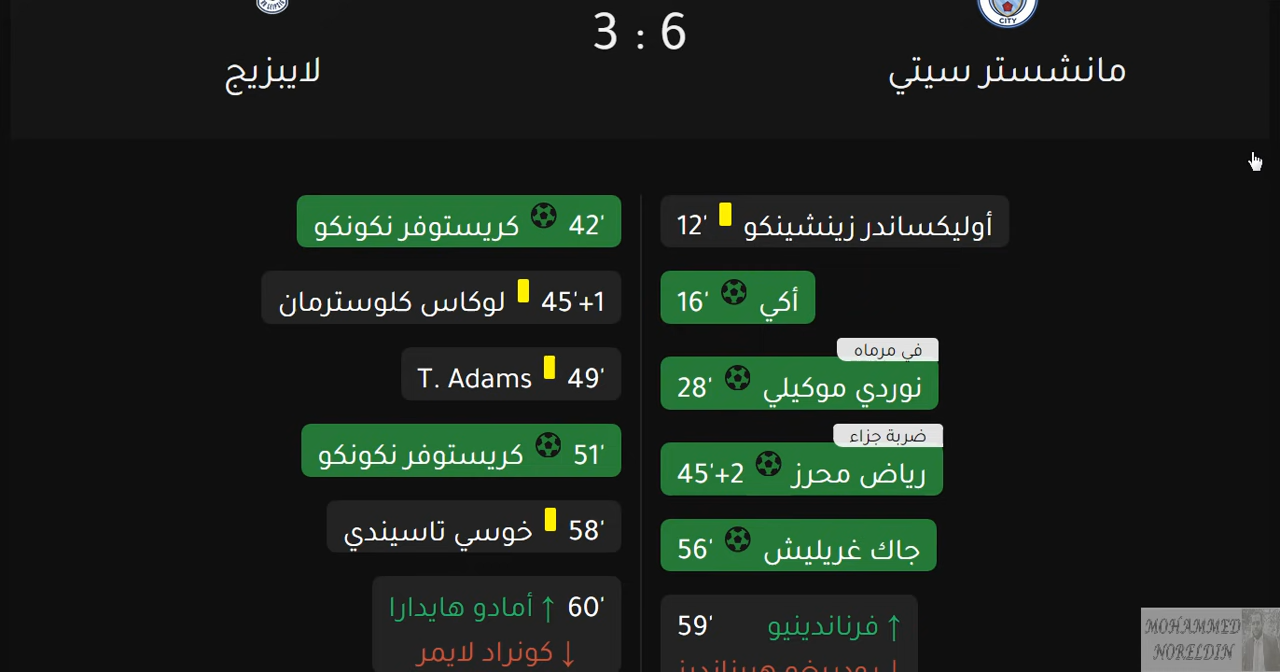 3 : 6
مانشستر سيتي
لايبزيج
أوليكساندر زينشينكو 12'
أكي 16'
في مرماه
نوردي موكيلي 28'
ضربة جزاء
رياض محرز 45'+2
جاك غريليش 56'
↑ فرناندينيو 59'
42' كريستوفر نكونكو
45'+1 لوكاس كلوسترمان
49' T. Adams
51' كريستوفر نكونكو
58' خوسي تاسيندي
60' ↑ أمادو هايدارا
↓ كونراد لايمر
CITY
MOHAMMED
NORELDIN